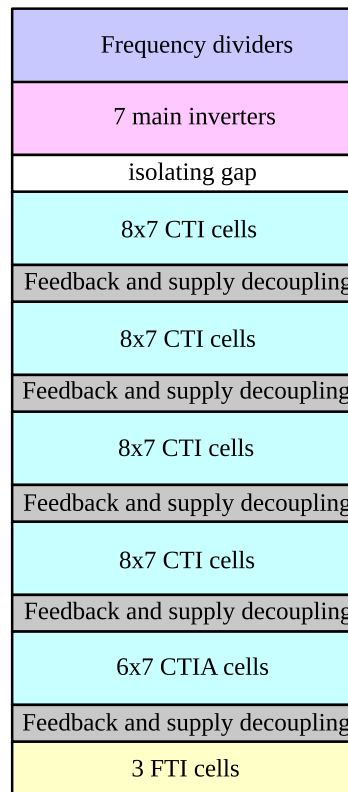 Frequency dividers
7 main inverters
isolating gap
8x7 CTI cells
Feedback and supply decoupling
8x7 CTI cells
Feedback and supply decoupling
8x7 CTI cells
Feedback and supply decoupling
8x7 CTI cells
Feedback and supply decoupling
6x7 CTIA cells
Feedback and supply decoupling
3 FTI cells